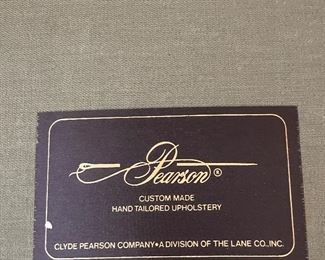 Pearson®
CUSTOM MADE
HAND TAILORED UPHOLSTERY
CLYDE PEARSON COMPANY•A DIVISION OF THE LANE CO., INC.